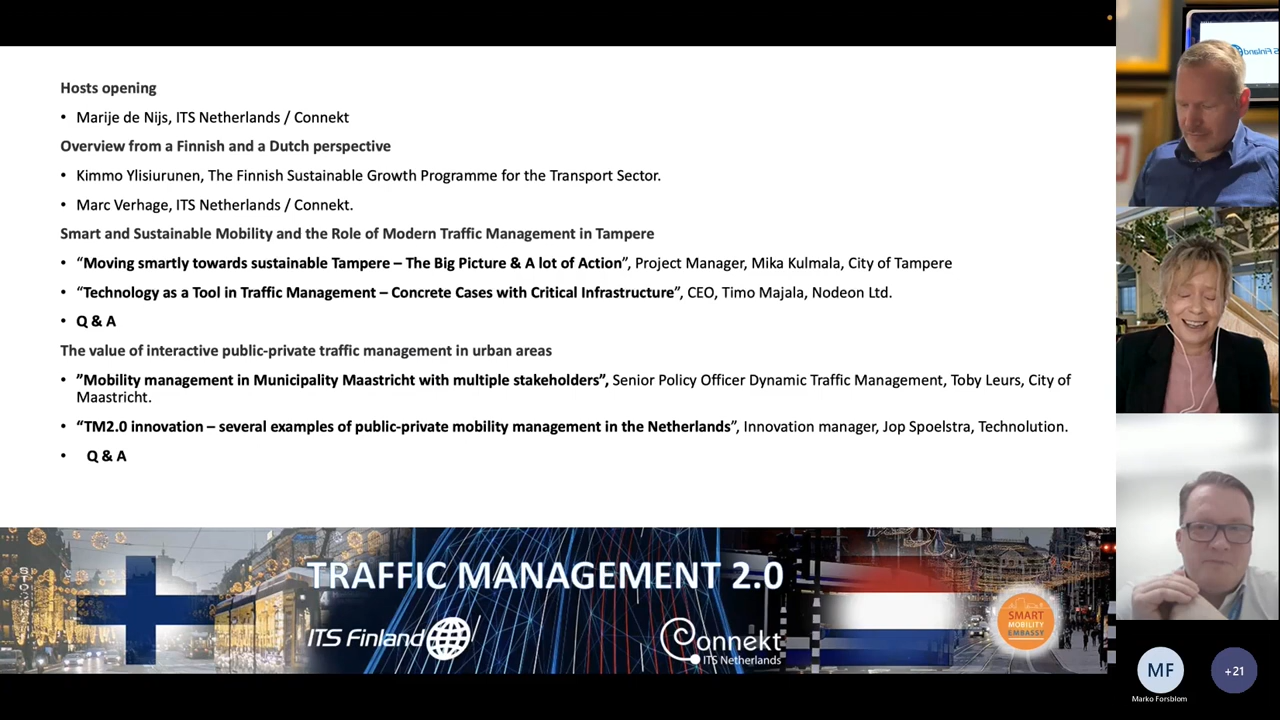 Hosts opening
• Marije de Nijs, ITS Netherlands / Connekt
Overview from a Finnish and a Dutch perspective
• Kimmo Ylisiurunen, The Finnish Sustainable Growth Programme for the Transport Sector.
• Marc Verhage, ITS Netherlands / Connekt.
Smart and Sustainable Mobility and the Role of Modern Traffic Management in Tampere
• “Moving smartly towards sustainable Tampere – The Big Picture & A lot of Action”, Project Manager, Mika Kulmala, City of Tampere
• “Technology as a Tool in Traffic Management – Concrete Cases with Critical Infrastructure”, CEO, Timo Majala, Nodeon Ltd.
• Q & A
The value of interactive public-private traffic management in urban areas
• ”Mobility management in Municipality Maastricht with multiple stakeholders”, Senior Policy Officer Dynamic Traffic Management, Toby Leurs, City of
Maastricht.
• “TM2.0 innovation – several examples of public-private mobility management in the Netherlands”, Innovation manager, Jop Spoelstra, Technolution.
• Q & A
TRAFFIC MANAGEMENT 2.0
ITS Finland
Connekt
ITS Netherlands
SMART
MOBILITY
EMBASSY
MF
Marko Forsblom
+21